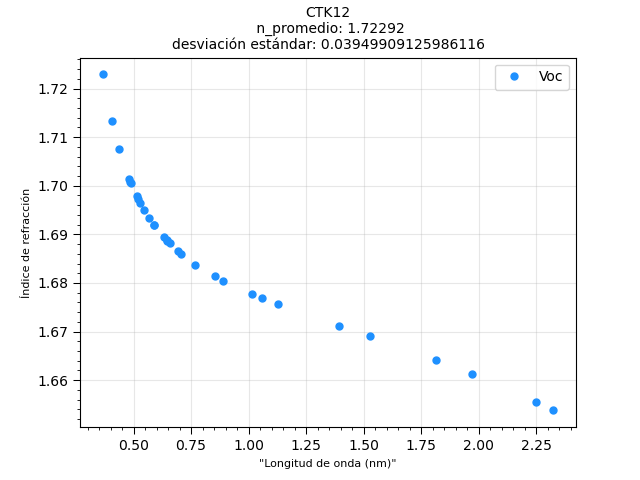 CTK12
n_promedio: 1.72292
desviación estándar: 0.03949909125986116
Voc
1.72
1.71
1.70
1.69
1.68
1.67
1.66
Índice de refracción
0.50 0.75 1.00 1.25 1.50 1.75 2.00 2.25
"Longitud de onda (nm)"